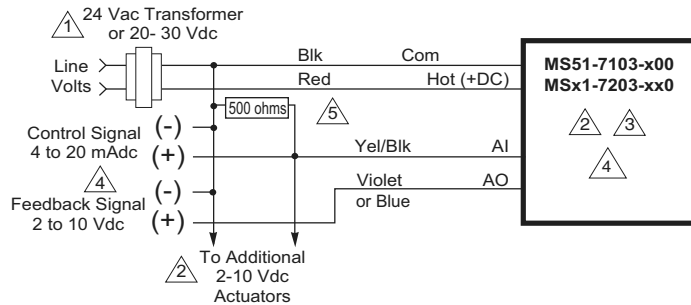 24 Vac Transformer
or 20- 30 Vdc
1
Line
Volts
Blk
Com
Red
Hot (+DC)
MS51-7103-x00
MSx1-7203-xx0
2
3
4
500 ohms
5
Control Signal
4 to 20 mAdc
(-)
(+)
Yel/Blk
AI
4
Feedback Signal
2 to 10 Vdc
(-)
(+)
Violet
or Blue
AO
2
To Additional
2-10 Vdc
Actuators